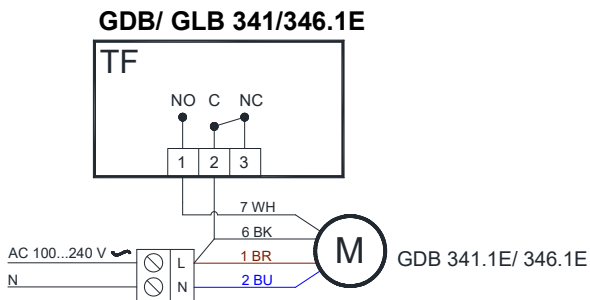 GDB/ GLB 341/346.1E
TF
NO C NC
1 2 3
7 WH
6 BK
AC 100...240 V
L
1 BR
M
GDB 341.1E/ 346.1E
N
N
2 BU